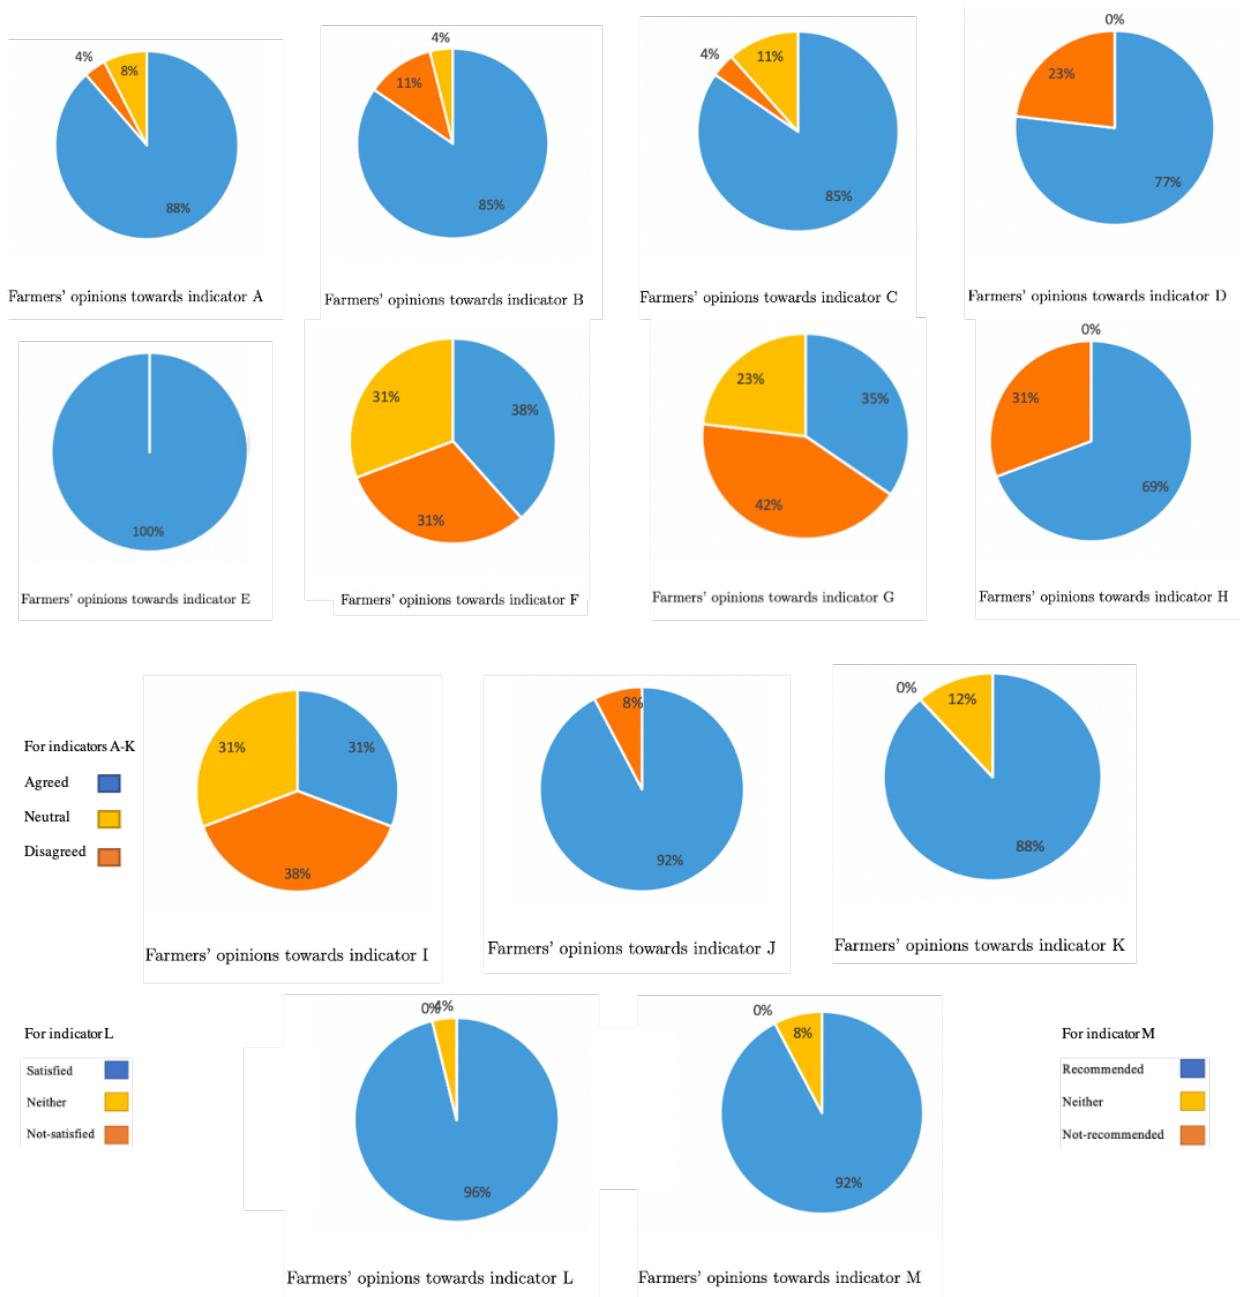 4%
8%
88%
Farmers' opinions towards indicator A
4%
11%
85%
Farmers' opinions towards indicator B
4%
11%
85%
Farmers' opinions towards indicator C
0%
23%
77%
Farmers' opinions towards indicator D
100%
Farmers' opinions towards indicator E
31%
38%
31%
Farmers' opinions towards indicator F
23%
35%
42%
Farmers' opinions towards indicator G
0%
31%
69%
Farmers' opinions towards indicator H
For indicators A-K
Agreed
Neutral
Disagreed
31%
31%
38%
Farmers' opinions towards indicator I
8%
92%
Farmers' opinions towards indicator J
0%
12%
88%
Farmers' opinions towards indicator K
For indicator L
Satisfied
Neither
Not-satisfied
0%
4%
96%
Farmers' opinions towards indicator L
0%
8%
92%
Farmers' opinions towards indicator M
For indicator M
Recommended
Neither
Not-recommended